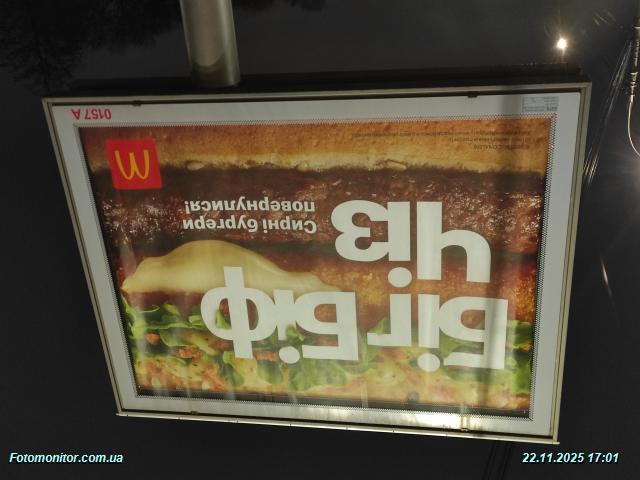 Біг Біф
Чіз
Сирні бургери
повернулися!
0157 A
Fotomonitor.com.ua
22.11.2025 17:01